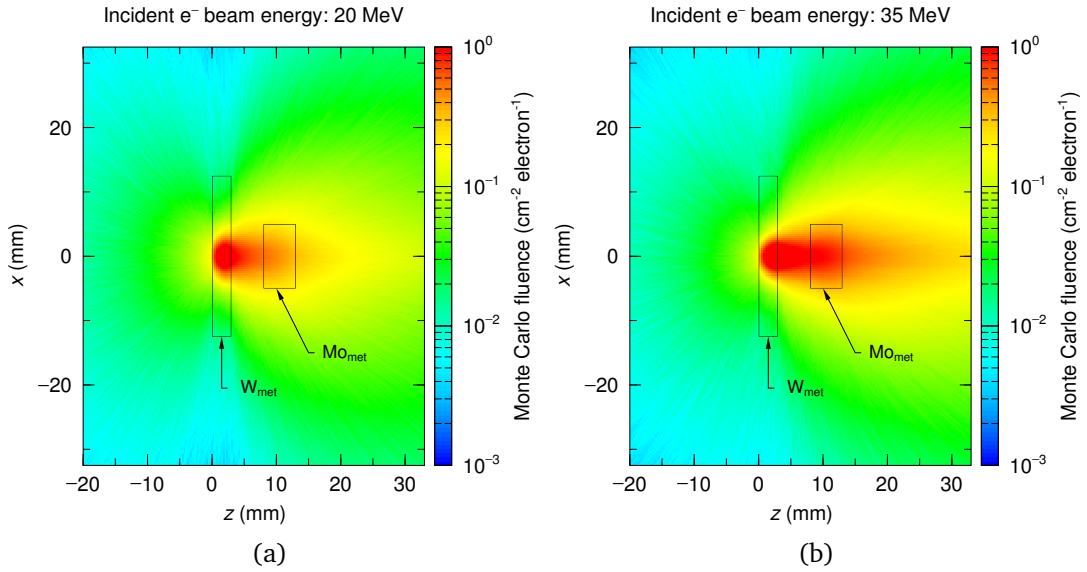 Incident e⁻ beam energy: 20 MeV
20
0
−20
x (mm)
−20 −10 0 10 20 30
z (mm)
Mo_met
W_met
10⁰
10⁻¹
10⁻²
10⁻³
Monte Carlo fluence (cm⁻² electron⁻¹)
(a)
Incident e⁻ beam energy: 35 MeV
20
0
−20
x (mm)
−20 −10 0 10 20 30
z (mm)
Mo_met
W_met
10⁰
10⁻¹
10⁻²
10⁻³
Monte Carlo fluence (cm⁻² electron⁻¹)
(b)